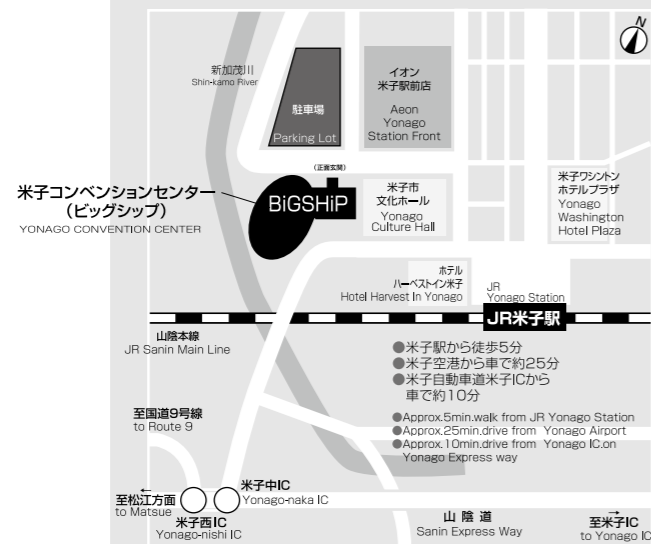 N
新加茂川
Shin-kamo River
駐車場
Parking Lot
イオン
米子駅前店
Aeon
Yonago
Station Front
(正面玄関)
米子コンベンションセンター
(ビッグシップ)
YONAGO CONVENTION CENTER
BiGSHiP
米子市
文化ホール
Yonago
Culture Hall
米子ワシントン
ホテルプラザ
Yonago
Washington
Hotel Plaza
ホテル
ハーベストイン米子
Hotel Harvest In Yonago
JR
Yonago Station
JR米子駅
山陰本線
JR Sanin Main Line
●米子駅から徒歩5分
●米子空港から車で約25分
●米子自動車道米子ICから
車で約10分
●Approx.5min.walk from JR Yonago Station
●Approx.25min.drive from Yonago Airport
●Approx.10min.drive from Yonago IC.on
Yonago Express way
至国道9号線
to Route 9
米子中IC
Yonago-naka IC
←
至松江方面
to Matsue
米子西IC
Yonago-nishi IC
山陰道
Sanin Express Way
→
至米子IC
to Yonago IC